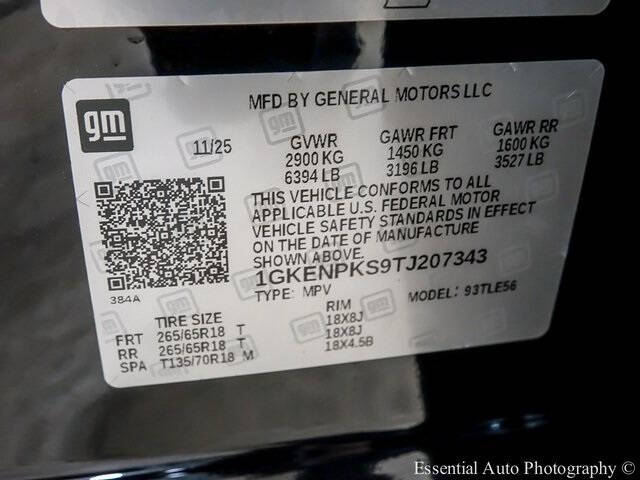 gm
MFD BY GENERAL MOTORS LLC
11/25
GVWR GAWR FRT GAWR RR
2900 KG 1450 KG 1600 KG
6394 LB 3196 LB 3527 LB
THIS VEHICLE CONFORMS TO ALL
APPLICABLE U.S. FEDERAL MOTOR
VEHICLE SAFETY STANDARDS IN EFFECT
ON THE DATE OF MANUFACTURE
SHOWN ABOVE.
1GKENPKS9TJ207343
384A
TYPE: MPV MODEL: 93TLE56
TIRE SIZE RIM
FRT 265/65R18 T 18X8J
RR 265/65R18 T 18X8J
SPA T135/70R18 M 18X4.5B
Essential Auto Photography (C)